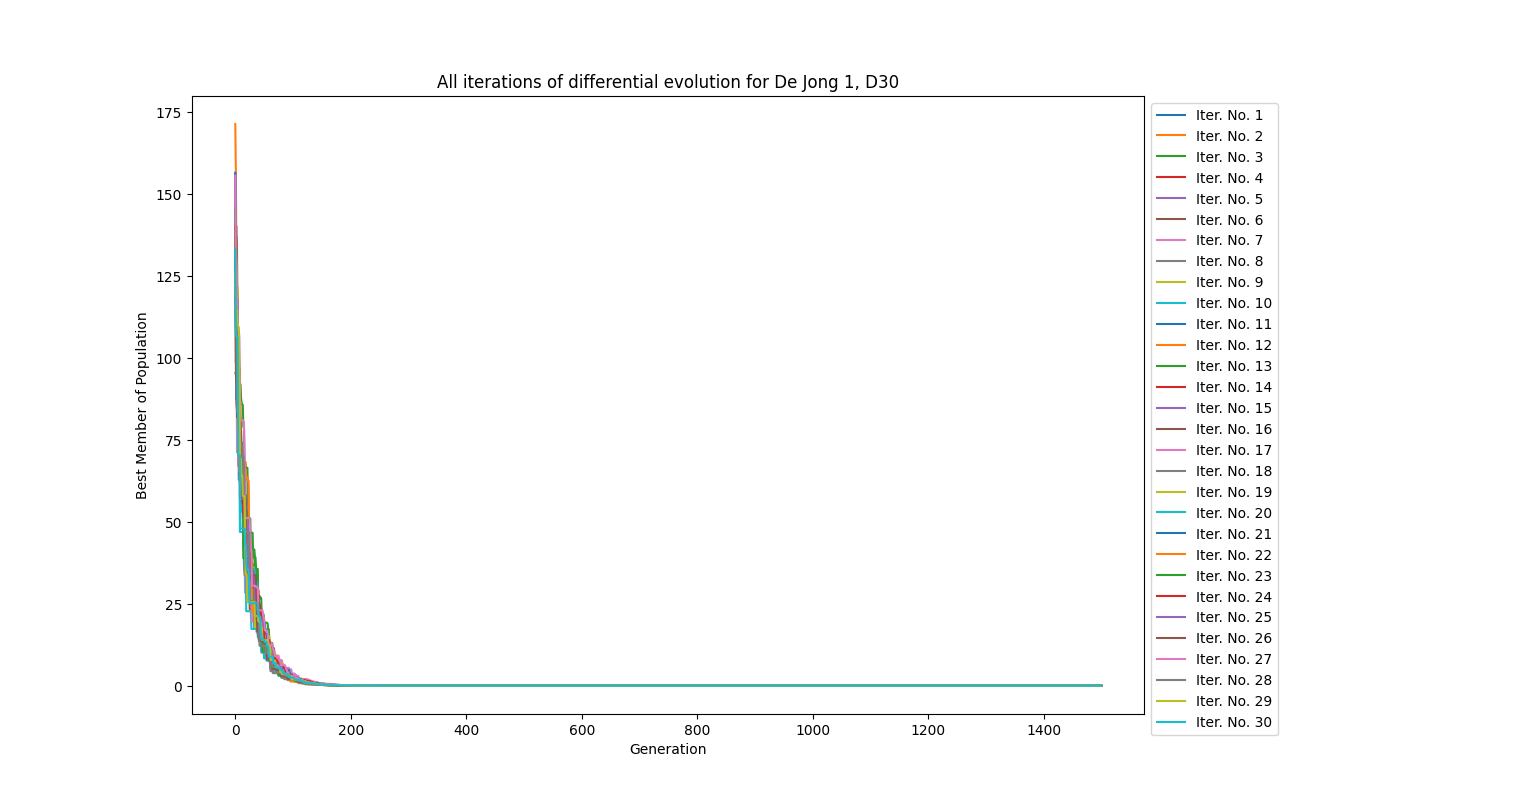 All iterations of differential evolution for De Jong 1, D30
175
150
125
100
75
50
25
0
Best Member of Population
0 200 400 600 800 1000 1200 1400
Generation
Iter. No. 1
Iter. No. 2
Iter. No. 3
Iter. No. 4
Iter. No. 5
Iter. No. 6
Iter. No. 7
Iter. No. 8
Iter. No. 9
Iter. No. 10
Iter. No. 11
Iter. No. 12
Iter. No. 13
Iter. No. 14
Iter. No. 15
Iter. No. 16
Iter. No. 17
Iter. No. 18
Iter. No. 19
Iter. No. 20
Iter. No. 21
Iter. No. 22
Iter. No. 23
Iter. No. 24
Iter. No. 25
Iter. No. 26
Iter. No. 27
Iter. No. 28
Iter. No. 29
Iter. No. 30